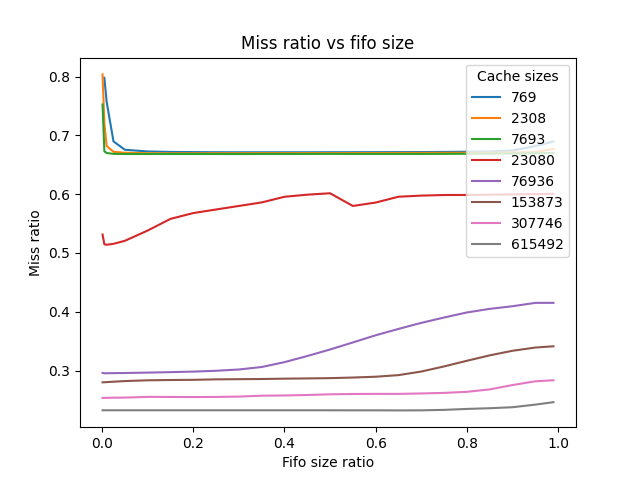 Miss ratio vs fifo size
Cache sizes
769
2308
7693
23080
76936
153873
307746
615492
Miss ratio
0.8
0.7
0.6
0.5
0.4
0.3
0.0 0.2 0.4 0.6 0.8 1.0
Fifo size ratio